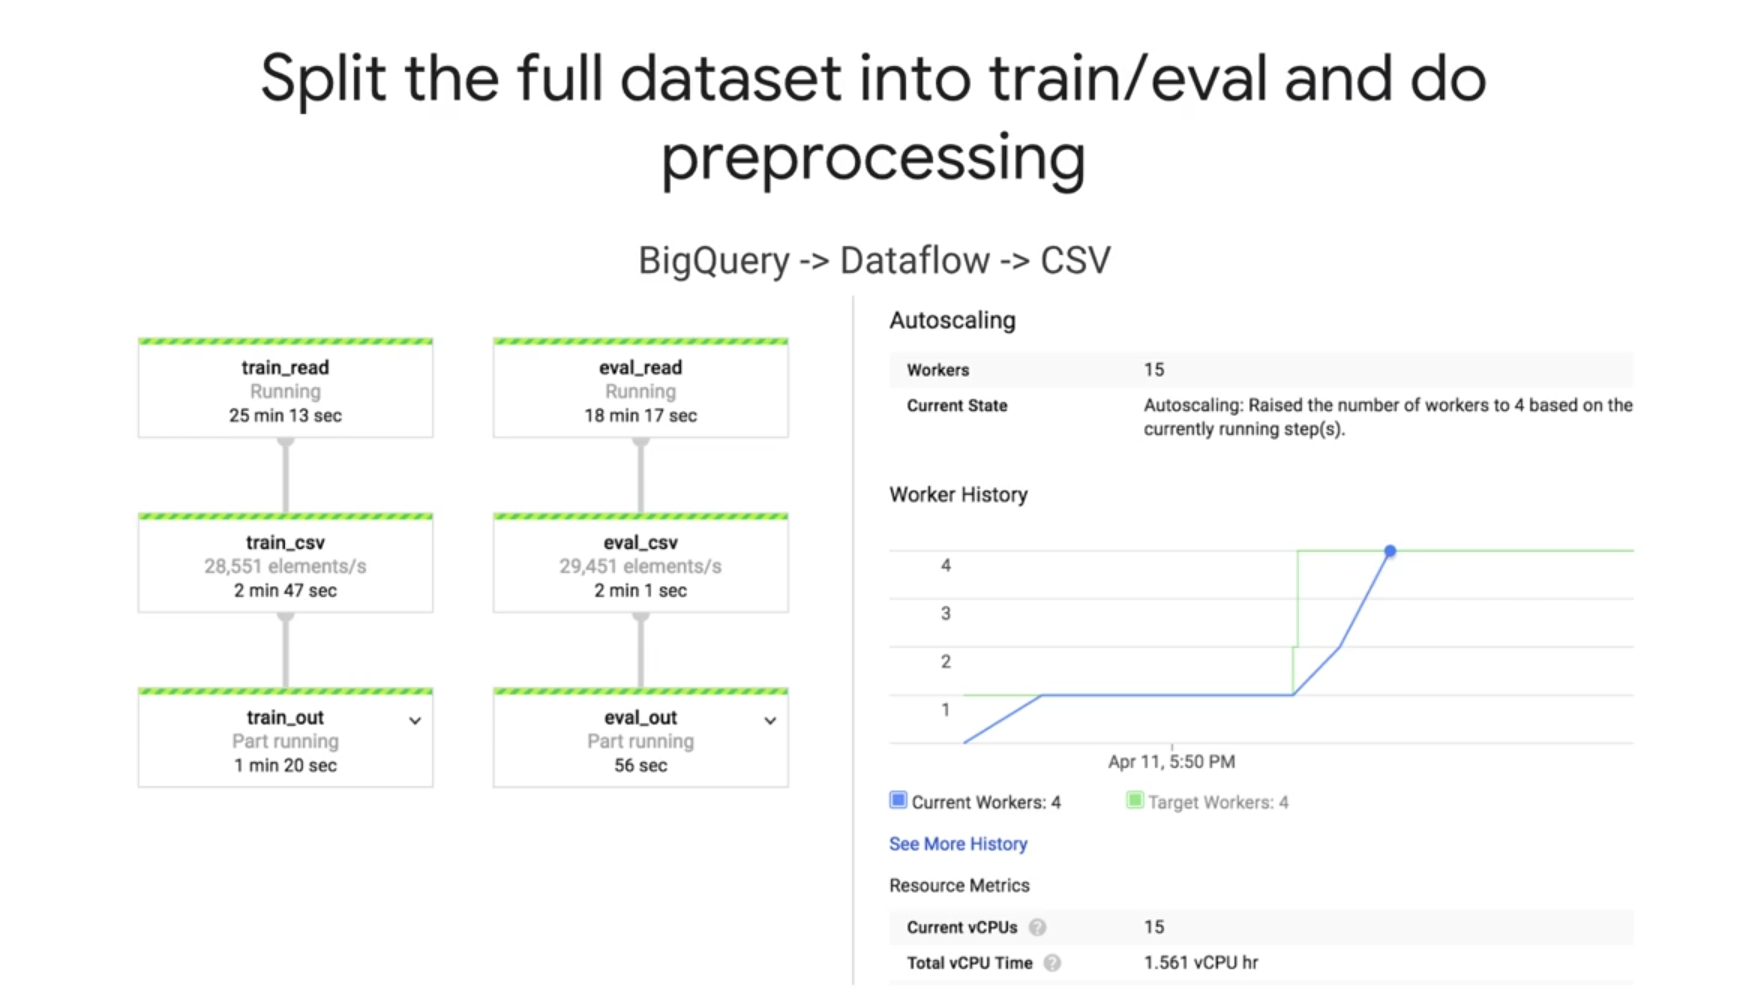 Split the full dataset into train/eval and do
preprocessing
BigQuery -> Dataflow -> CSV
train_read
Running
25 min 13 sec
eval_read
Running
18 min 17 sec
train_csv
28,551 elements/s
2 min 47 sec
eval_csv
29,451 elements/s
2 min 1 sec
train_out
Part running
1 min 20 sec
eval_out
Part running
56 sec
Autoscaling
Workers 15
Current State Autoscaling: Raised the number of workers to 4 based on the
currently running step(s).
Worker History
4
3
2
1
Apr 11, 5:50 PM
Current Workers: 4 Target Workers: 4
See More History
Resource Metrics
Current vCPUs ? 15
Total vCPU Time ? 1.561 vCPU hr